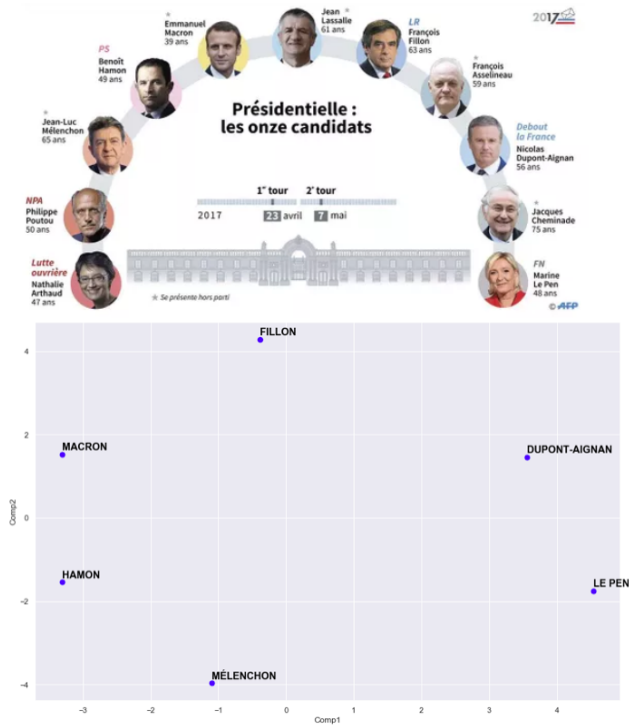 2017
Jean
Lassalle
61 ans
Emmanuel
Macron
39 ans
LR
François
Fillon
63 ans
PS
Benoît
Hamon
49 ans
François
Asselineau
59 ans
Présidentielle :
les onze candidats
Jean-Luc
Mélenchon
65 ans
Debout
la France
Nicolas
Dupont-Aignan
56 ans
1er tour
2e tour
2017
23 avril
7 mai
NPA
Philippe
Poutou
50 ans
Jacques
Cheminade
75 ans
Lutte
ouvrière
Nathalie
Arthaud
47 ans
FN
Marine
Le Pen
48 ans
Se présente hors parti
© AFP
FILLON
MACRON
DUPONT-AIGNAN
HAMON
LE PEN
MÉLENCHON
Comp2
4
2
0
−2
−4
−3
−2
−1
0
1
2
3
4
Comp1